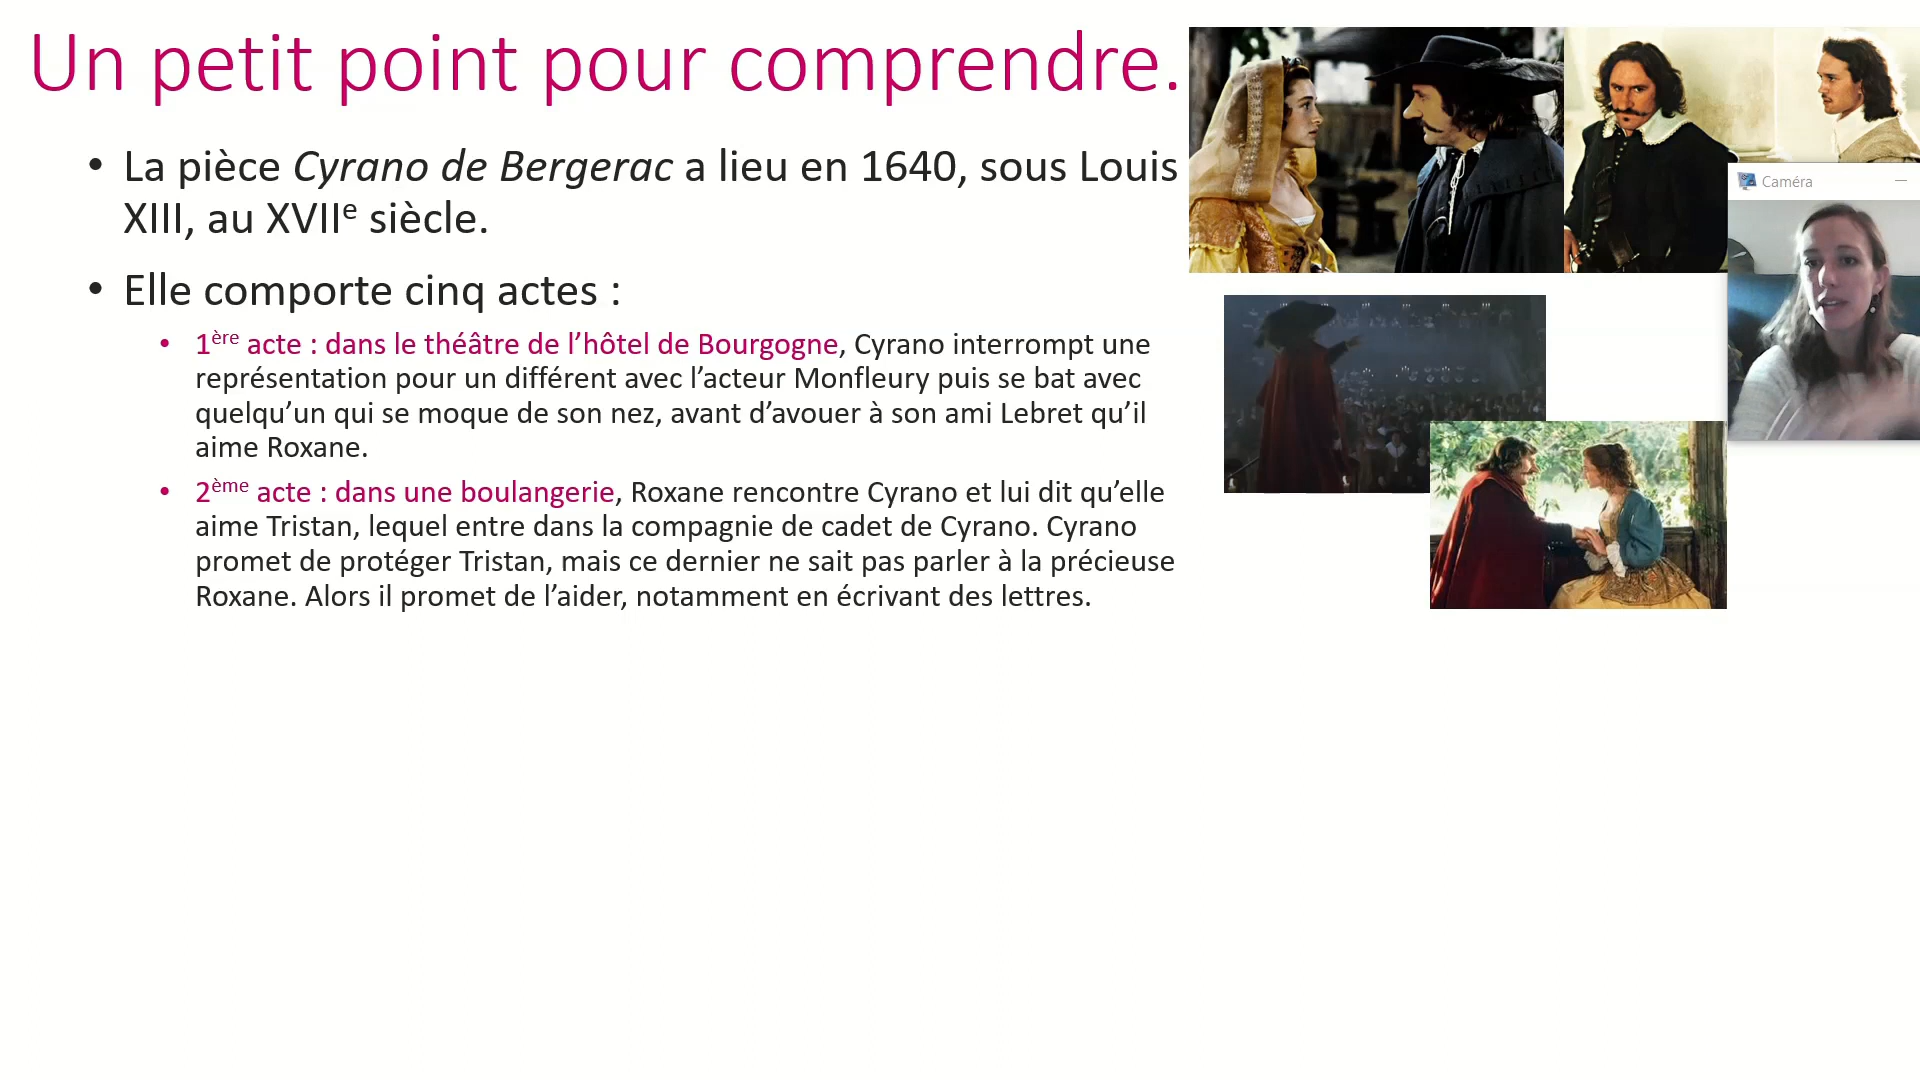 Un petit point pour comprendre.
• La pièce Cyrano de Bergerac a lieu en 1640, sous Louis
XIII, au XVIIe siècle.
• Elle comporte cinq actes :
• 1ère acte : dans le théâtre de l’hôtel de Bourgogne, Cyrano interrompt une
représentation pour un différent avec l’acteur Monfleury puis se bat avec
quelqu’un qui se moque de son nez, avant d’avouer à son ami Lebret qu’il
aime Roxane.
• 2ème acte : dans une boulangerie, Roxane rencontre Cyrano et lui dit qu’elle
aime Tristan, lequel entre dans la compagnie de cadet de Cyrano. Cyrano
promet de protéger Tristan, mais ce dernier ne sait pas parler à la précieuse
Roxane. Alors il promet de l’aider, notamment en écrivant des lettres.
Caméra